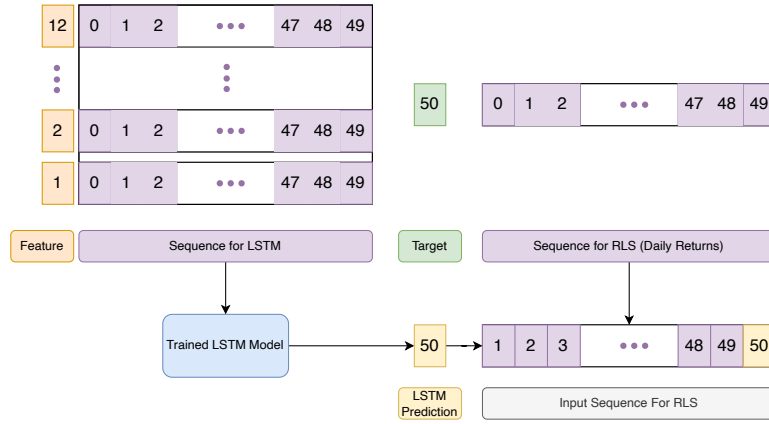 12 0 1 2 ••• 47 48 49
50 0 1 2 ••• 47 48 49
2 0 1 2 ••• 47 48 49
1 0 1 2 ••• 47 48 49
Feature Sequence for LSTM Target Sequence for RLS (Daily Returns)
Trained LSTM Model 50 1 2 3 ••• 48 49 50
LSTM
Prediction
Input Sequence For RLS